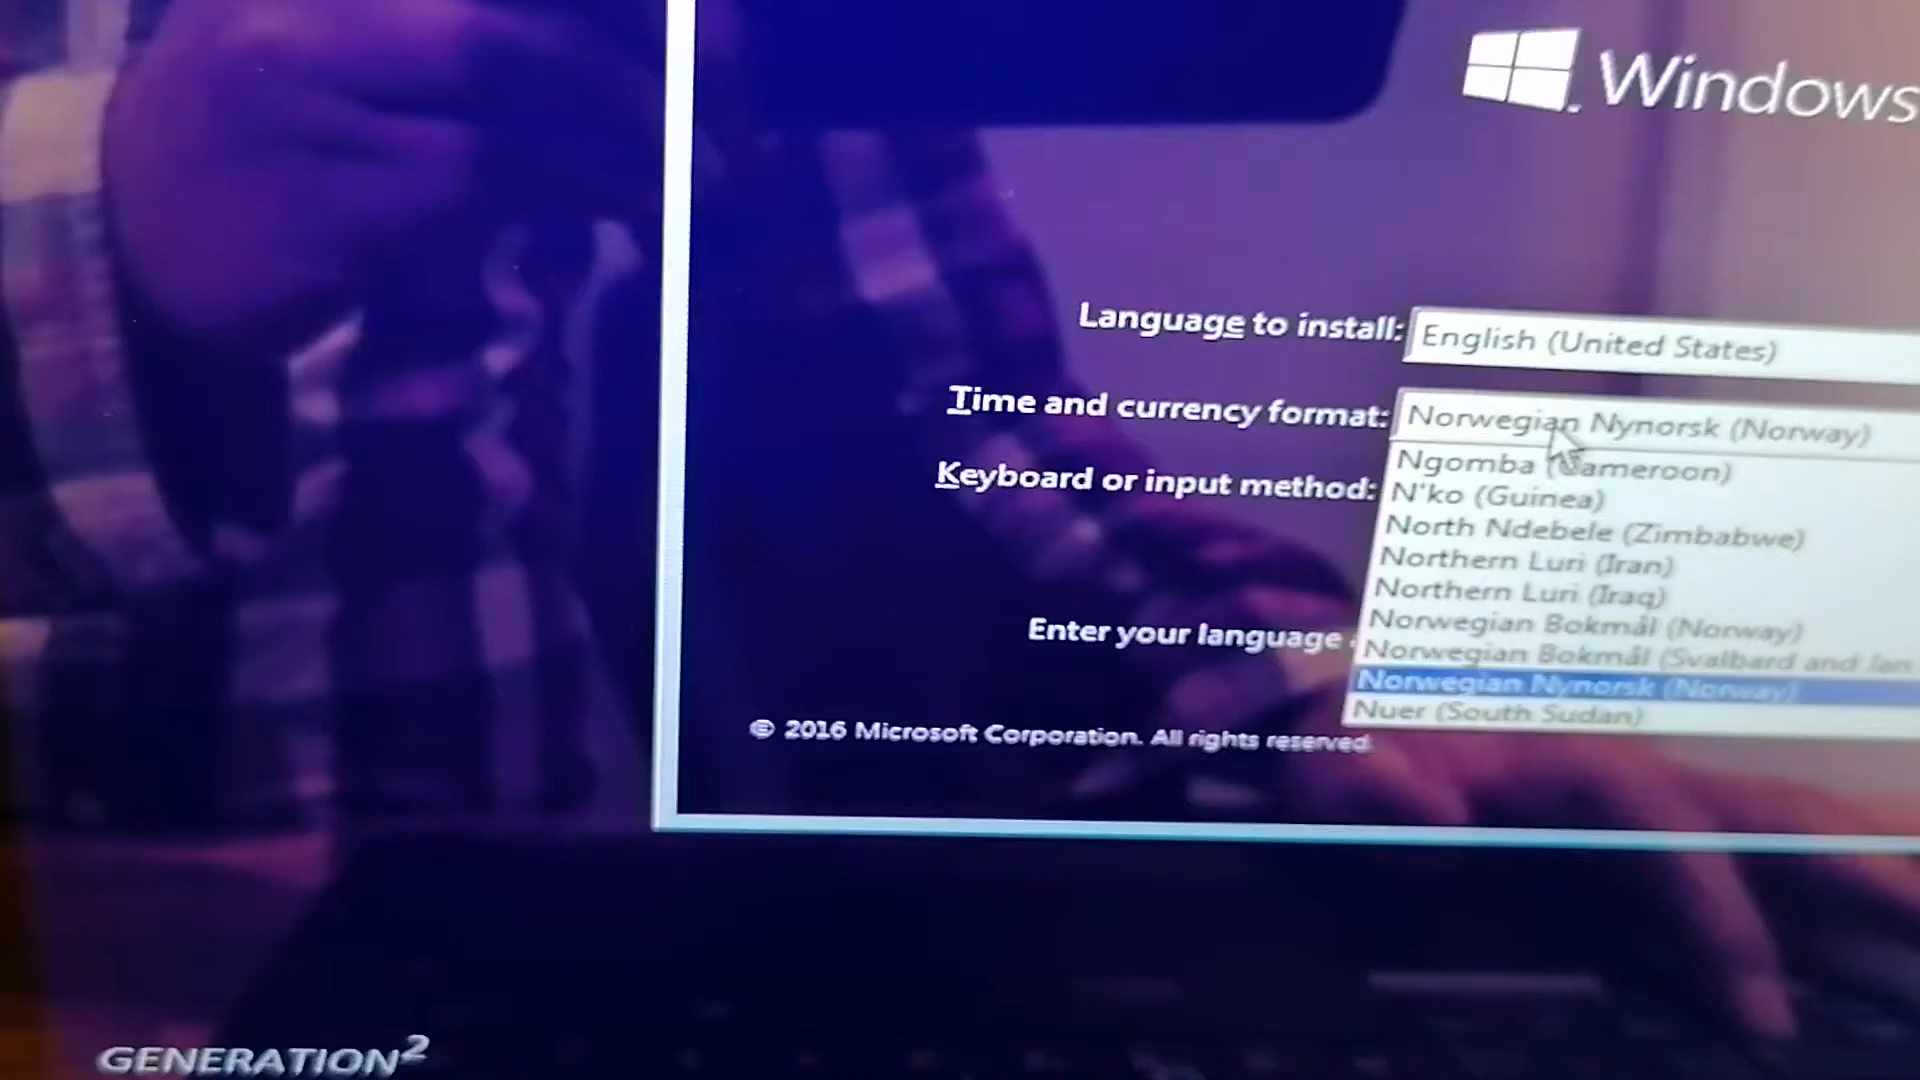 Windows
Language to install: English (United States)
Time and currency format: Norwegian Nynorsk (Norway)
Ngomba (Cameroon)
Keyboard or input method:
N'ko (Guinea)
North Ndebele (Zimbabwe)
Northern Luri (Iran)
Northern Luri (Iraq)
Norwegian Bokmål (Norway)
Norwegian Bokmål (Svalbard and Jan
Norwegian Nynorsk (Norway)
Nuer (South Sudan)
Enter your language
© 2016 Microsoft Corporation. All rights reserved.
GENERATION²